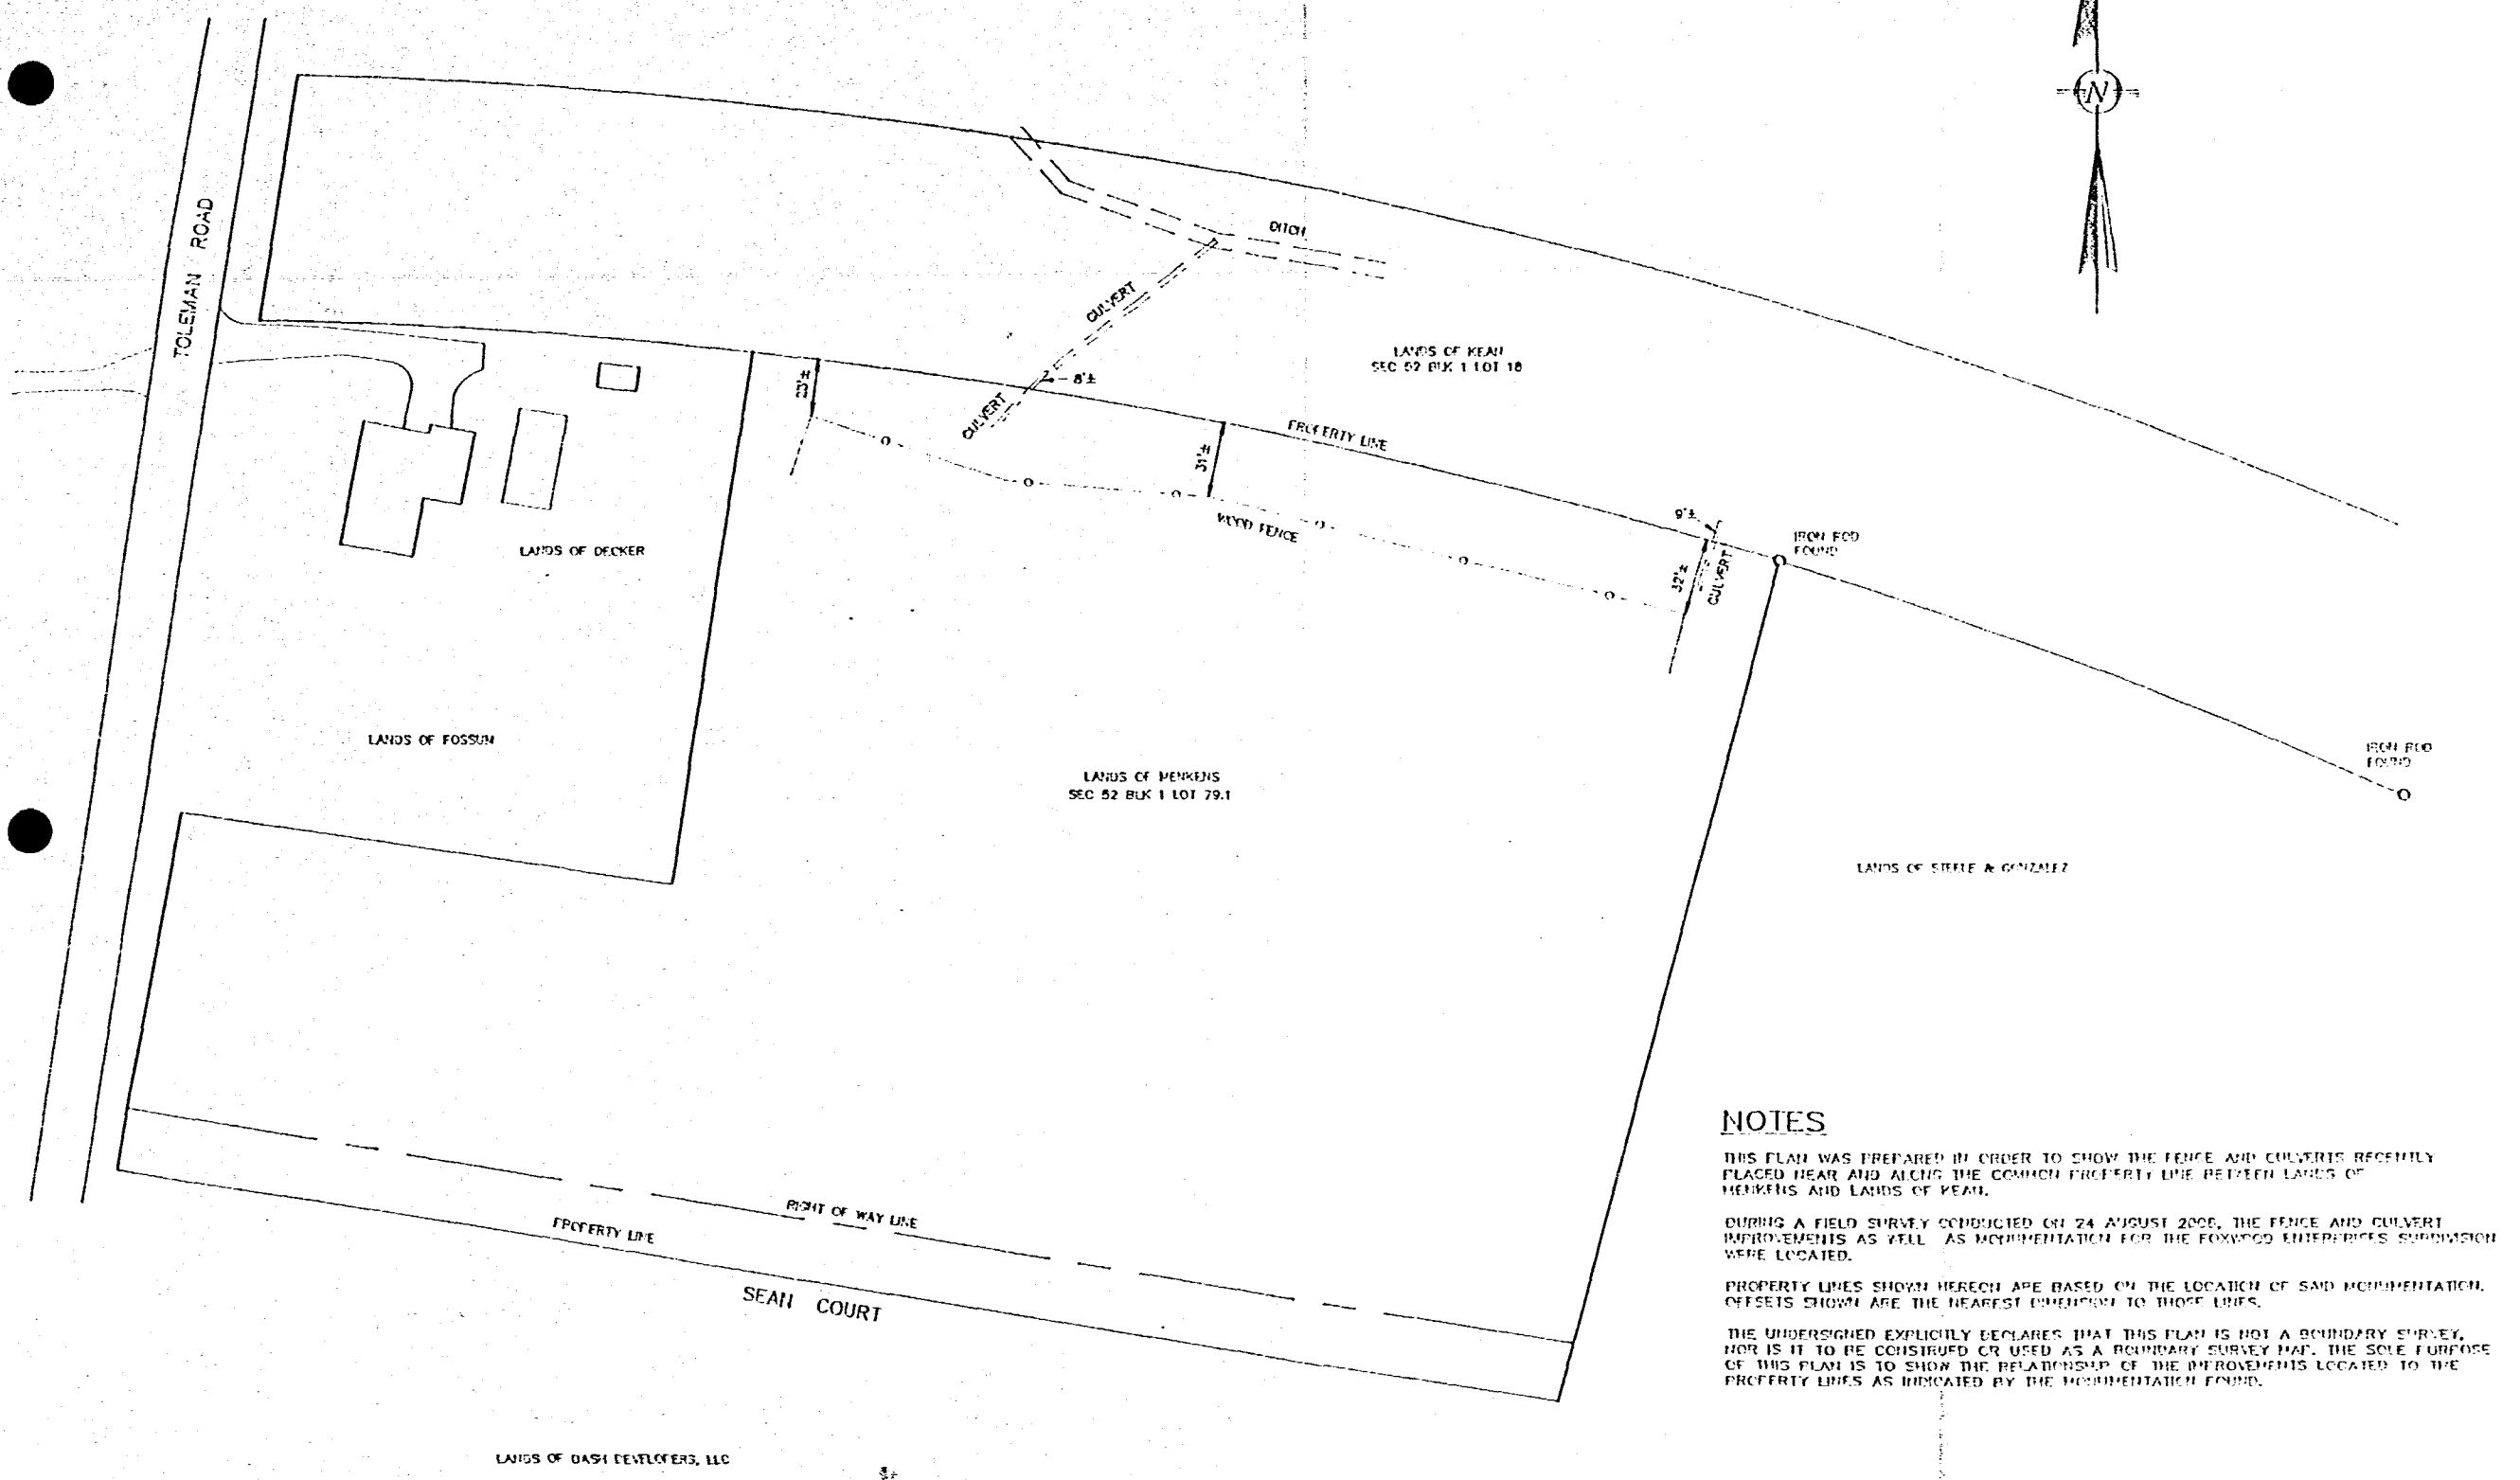 N
TOLEMAN ROAD
DITCH
CULVERT
LANDS OF KEAN
SEC 52 BLK 1 LOT 18
23'±
8'±
CULVERT
PROPERTY LINE
31'±
WOOD FENCE
9'±
IRON ROD
FOUND
32'±
CULVERT
LANDS OF DECKER
LANDS OF FOSSUM
LANDS OF MENKENS
SEC 52 BLK 1 LOT 79.1
IRON ROD
FOUND
LANDS OF STEELE & GONZALEZ
RIGHT OF WAY LINE
PROPERTY LINE
SEAN COURT
LANDS OF DASH DEVELOPERS, LLC
NOTES
THIS PLAN WAS PREPARED IN ORDER TO SHOW THE FENCE AND CULVERTS RECENTLY
PLACED NEAR AND ALONG THE COMMON PROPERTY LINE BETWEEN LANDS OF
MENKENS AND LANDS OF KEAN.
DURING A FIELD SURVEY CONDUCTED ON 24 AUGUST THE FENCE AND CULVERT
IMPROVEMENTS AS WELL AS MONUMENTATION FOR THE FOXWOOD ENTERPRISES SUBDIVISION
WERE LOCATED.
PROPERTY LINES SHOWN HEREON ARE BASED ON THE LOCATION OF SAID MONUMENTATION.
OFFSETS SHOWN ARE THE NEAREST DIMENSION TO THOSE LINES.
THE UNDERSIGNED EXPLICITLY DECLARES THAT THIS PLAN IS NOT A BOUNDARY SURVEY,
NOR IS IT TO BE CONSTRUED OR USED AS A BOUNDARY SURVEY MAP. THE SOLE PURPOSE
OF THIS PLAN IS TO SHOW THE RELATIONSHIP OF THE IMPROVEMENTS LOCATED TO THE
PROPERTY LINES AS INDICATED BY THE MONUMENTATION FOUND.